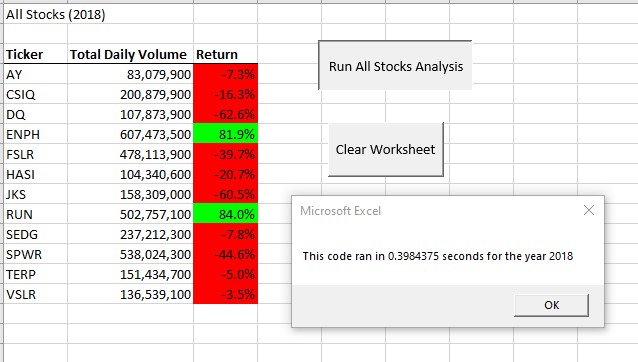 All Stocks (2018)
Ticker Total Daily Volume Return
AY 83,079,900 -7.3%
CSIQ 200,879,900 -16.3%
DQ 107,873,900 -62.6%
ENPH 607,473,500 81.9%
FSLR 478,113,900 -39.7%
HASI 104,340,600 -20.7%
JKS 158,309,000 -60.5%
RUN 502,757,100 84.0%
SEDG 237,212,300 -7.8%
SPWR 538,024,300 -44.6%
TERP 151,434,700 -5.0%
VSLR 136,539,100 -3.5%
Run All Stocks Analysis
Clear Worksheet
Microsoft Excel
This code ran in 0.3984375 seconds for the year 2018
OK